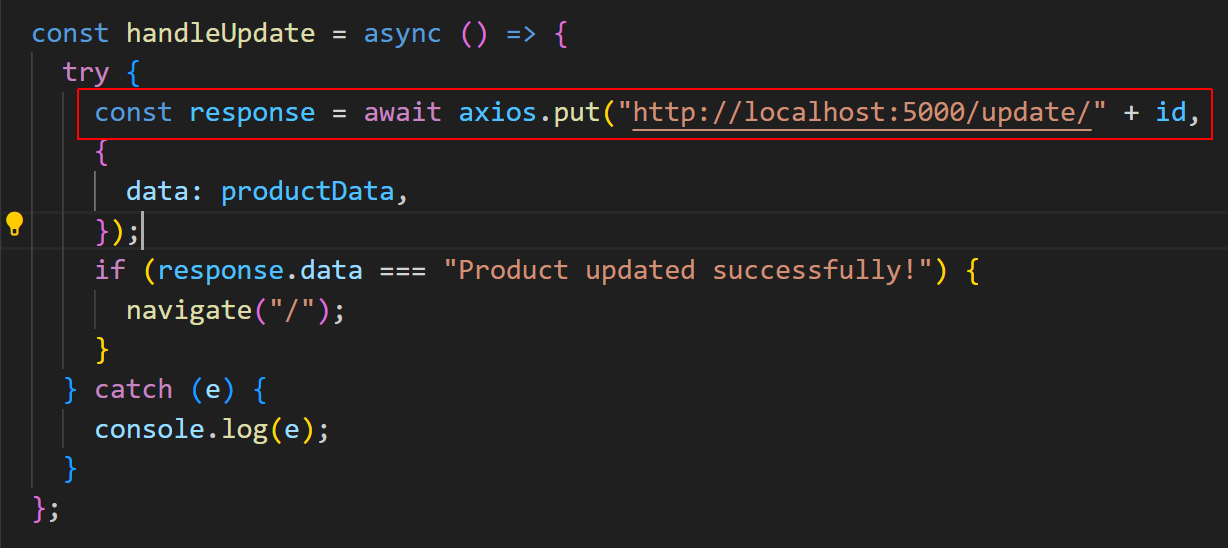 const handleUpdate = async () => {
try {
const response = await axios.put("http://localhost:5000/update/" + id,
{
data: productData,
});
if (response.data === "Product updated successfully!") {
navigate("/");
}
} catch (e) {
console.log(e);
}
};